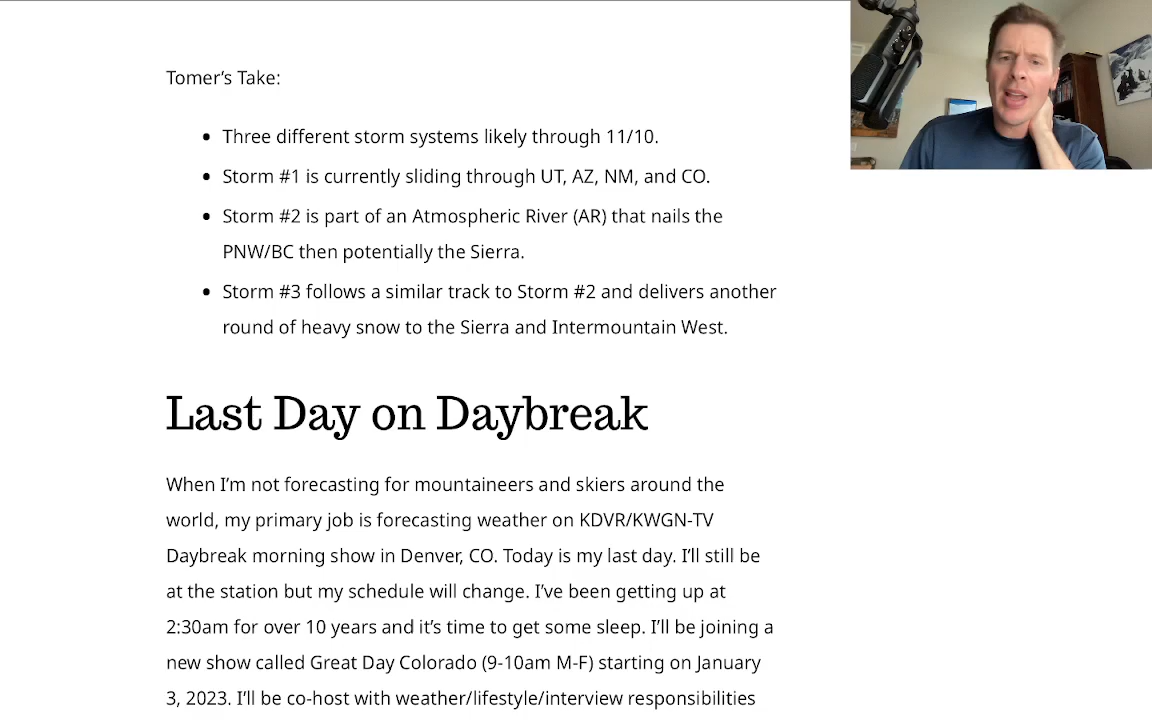 Tomer's Take:
• Three different storm systems likely through 11/10.
• Storm #1 is currently sliding through UT, AZ, NM, and CO.
• Storm #2 is part of an Atmospheric River (AR) that nails the
PNW/BC then potentially the Sierra.
• Storm #3 follows a similar track to Storm #2 and delivers another
round of heavy snow to the Sierra and Intermountain West.
Last Day on Daybreak
When I'm not forecasting for mountaineers and skiers around the
world, my primary job is forecasting weather on KDVR/KWGN-TV
Daybreak morning show in Denver, CO. Today is my last day. I'll still be
at the station but my schedule will change. I've been getting up at
2:30am for over 10 years and it's time to get some sleep. I'll be joining a
new show called Great Day Colorado (9-10am M-F) starting on January
3, 2023. I'll be co-host with weather/lifestyle/interview responsibilities